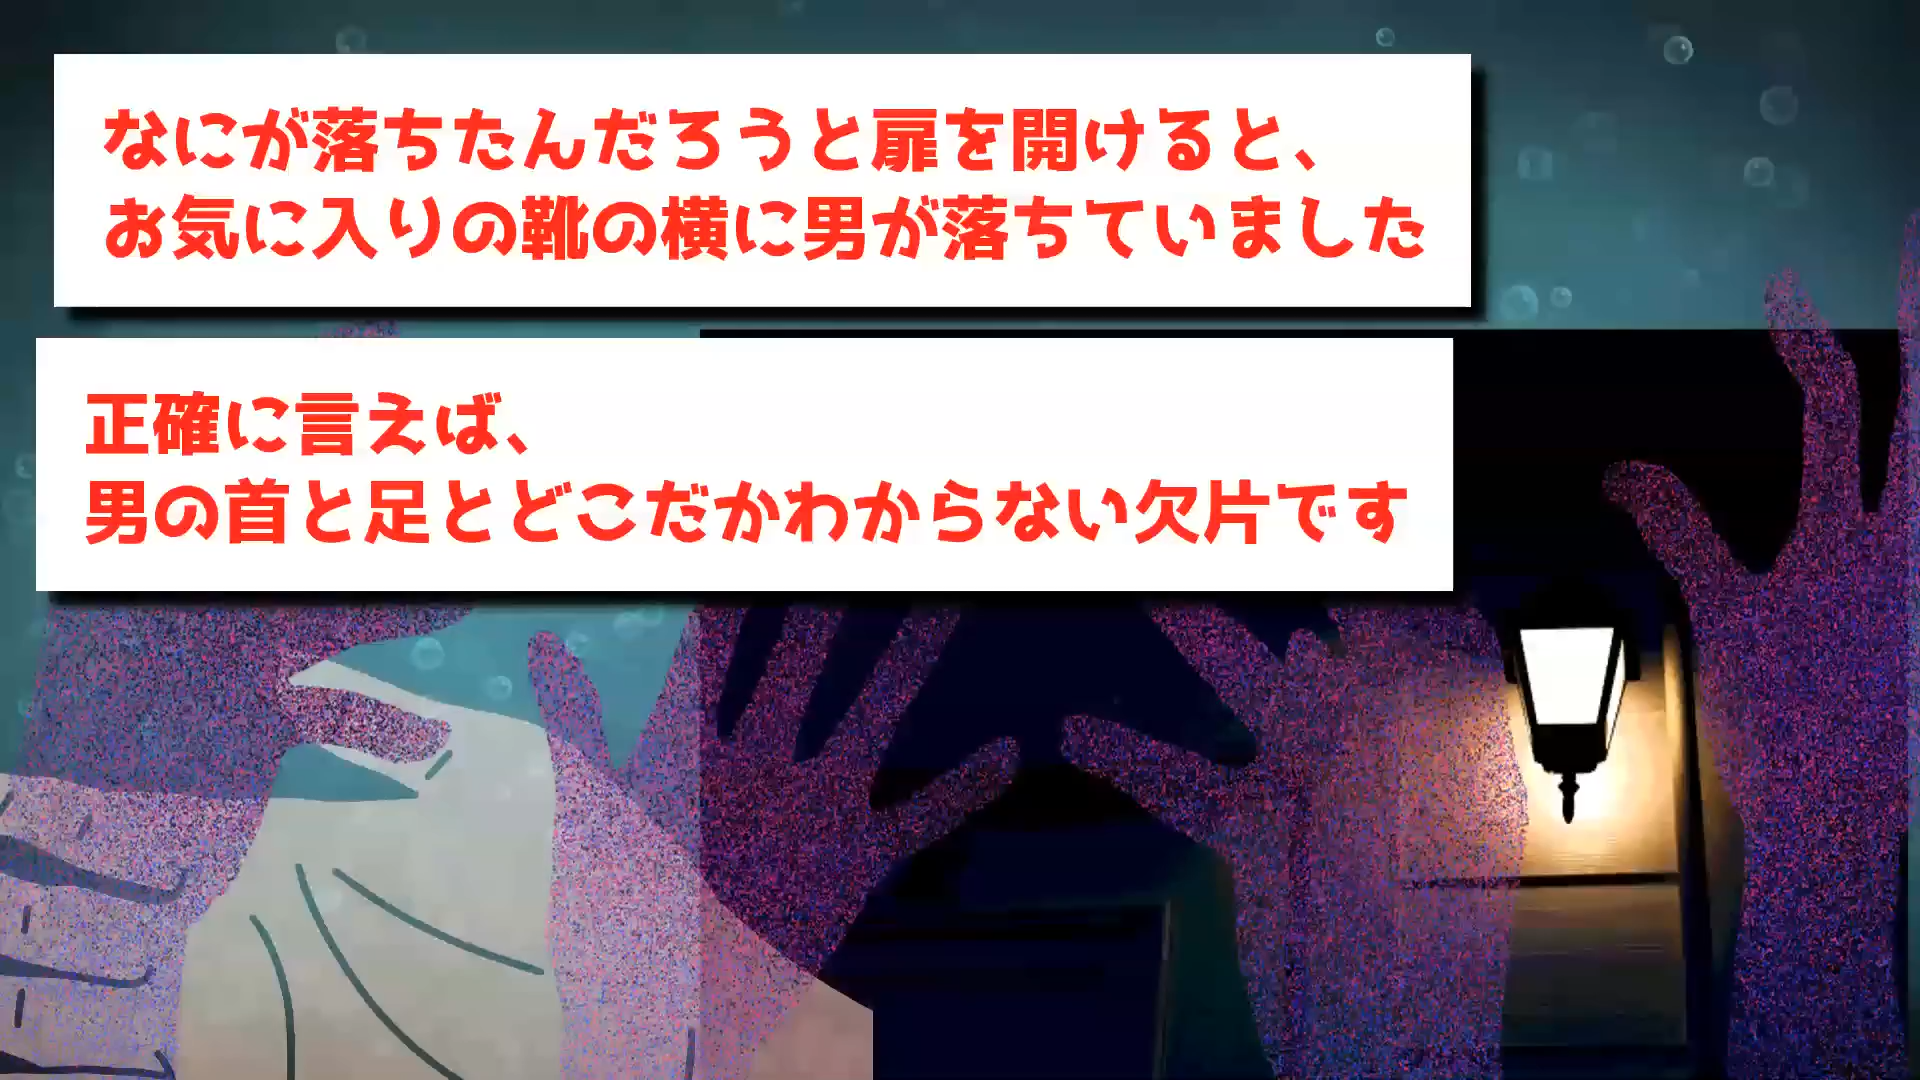 なにが落ちたんだろうと扉を開けると、
お気に入りの靴の横に男が落ちていました
正確に言えば、
男の首と足とどこだかわからない欠片です